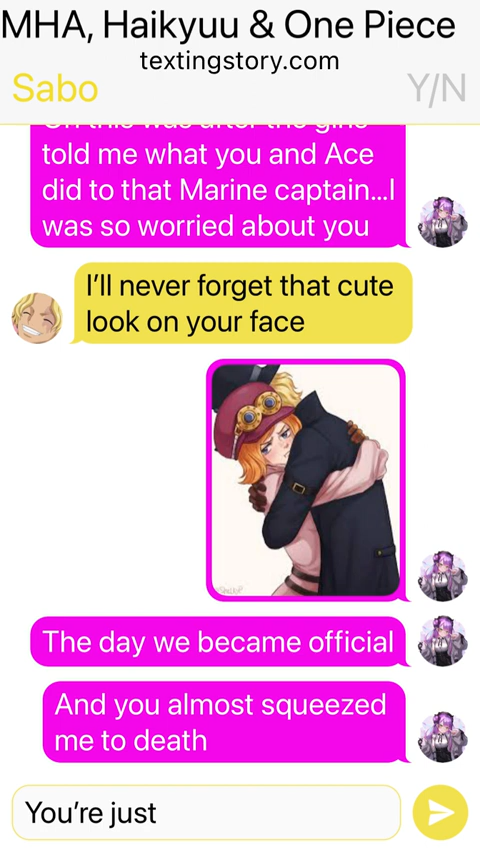 MHA, Haikyuu & One Piece
textingstory.com
Sabo
Y/N
told me what you and Ace
did to that Marine captain...I
was so worried about you
I'll never forget that cute
look on your face
The day we became official
And you almost squeezed
me to death
You're just